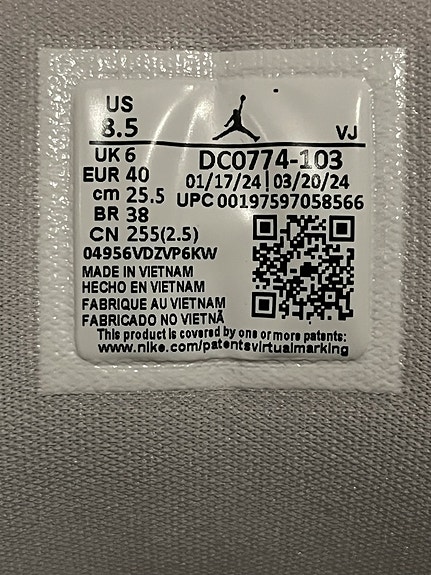 US
8.5
VJ
UK 6
EUR 40
cm 25.5
BR 38
CN 255(2.5)
DC0774-103
01/17/24 | 03/20/24
UPC 00197597058566
04956VDZVP6KW
MADE IN VIETNAM
HECHO EN VIETNAM
FABRIQUE AU VIETNAM
FABRICADO NO VIETNÃ
This product is covered by one or more patents:
www.nike.com/patentsvirtualmarking